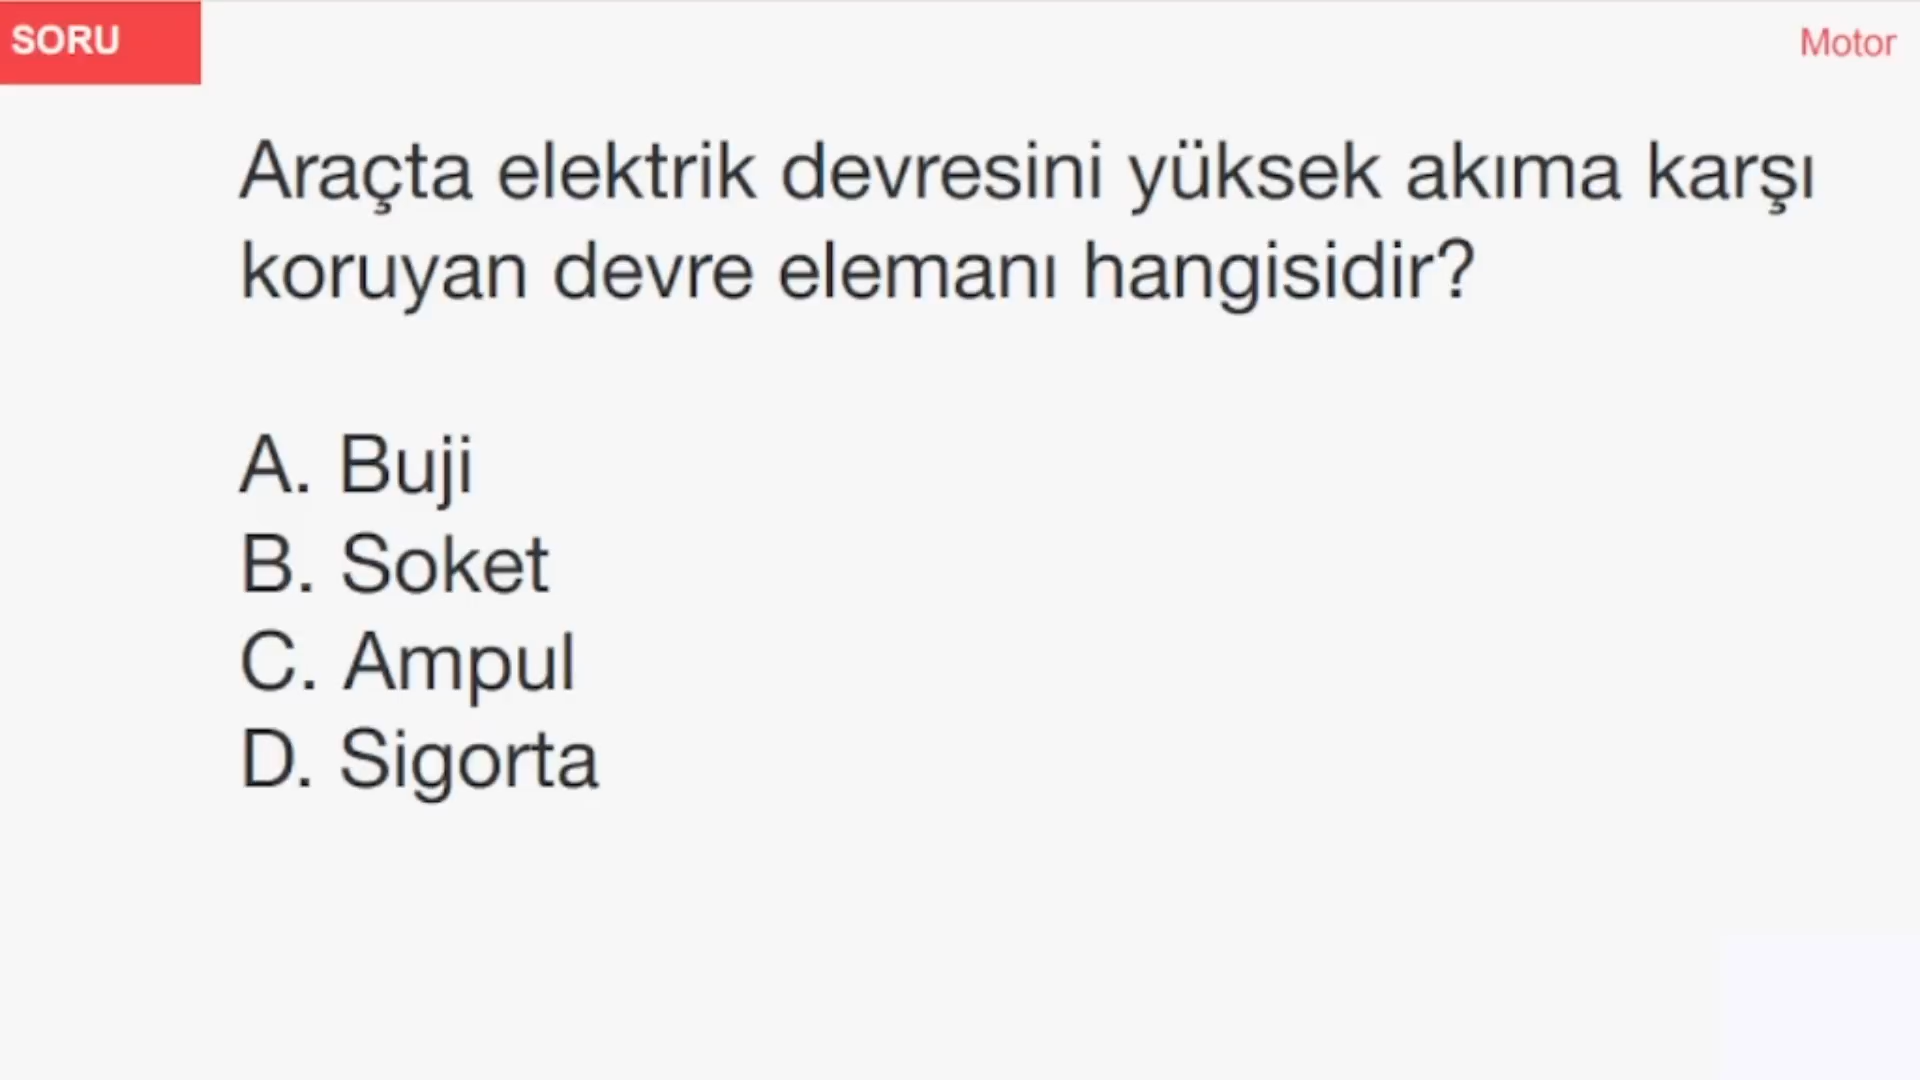 SORU
Motor
Araçta elektrik devresini yüksek akıma karşı
koruyan devre elemanı hangisidir?
A. Buji
B. Soket
C. Ampul
D. Sigorta